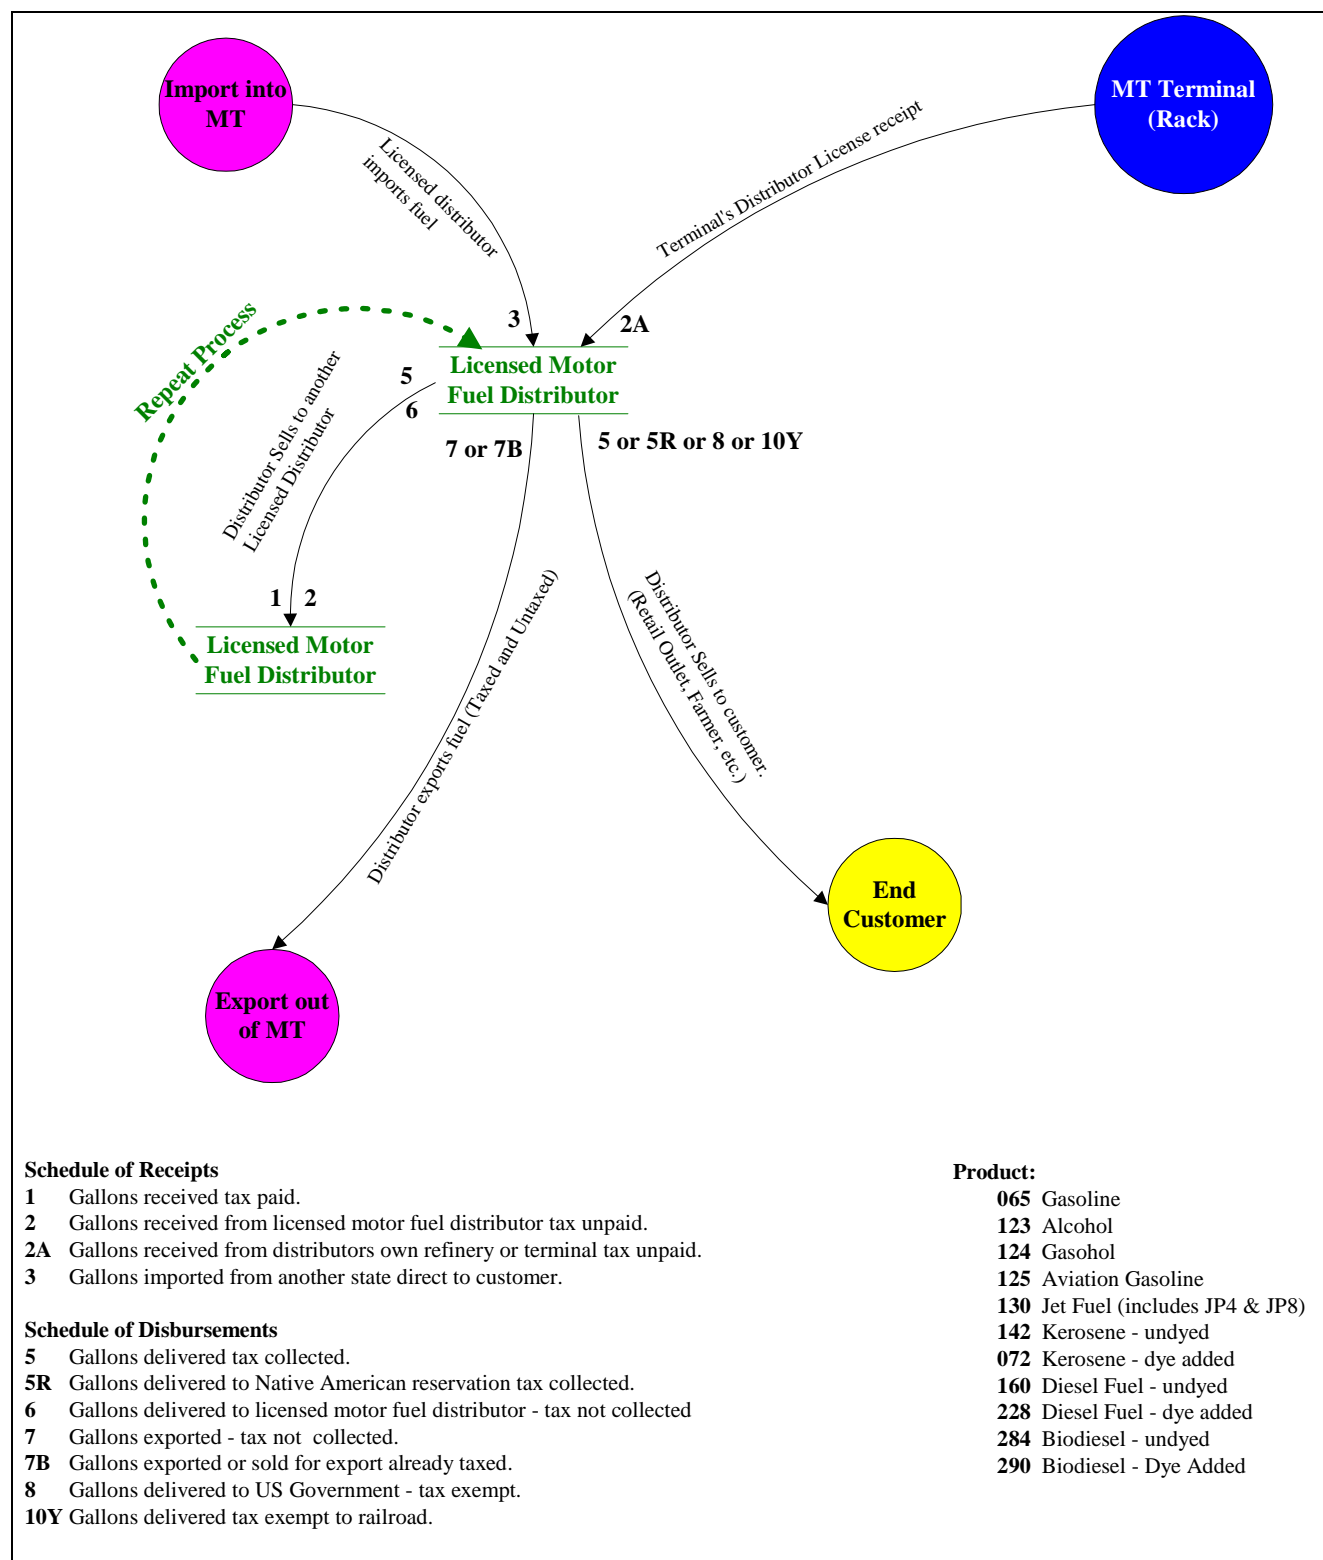 Import into
MT
MT Terminal
(Rack)
Licensed distributor
imports fuel
Terminal's Distributor License receipt
3
2A
Repeat Process
Licensed Motor
Fuel Distributor
5
6
7 or 7B
5 or 5R or 8 or 10Y
Distributor Sells to another
Licensed Distributor
1 2
Licensed Motor
Fuel Distributor
Distributor exports fuel (Taxed and Untaxed)
Distributor Sells to customer.
(Retail Outlet, Farmer, etc.)
End
Customer
Export out
of MT
Schedule of Receipts
1 Gallons received tax paid.
2 Gallons received from licensed motor fuel distributor tax unpaid.
2A Gallons received from distributors own refinery or terminal tax unpaid.
3 Gallons imported from another state direct to customer.
Schedule of Disbursements
5 Gallons delivered tax collected.
5R Gallons delivered to Native American reservation tax collected.
6 Gallons delivered to licensed motor fuel distributor - tax not collected
7 Gallons exported - tax not collected.
7B Gallons exported or sold for export already taxed.
8 Gallons delivered to US Government - tax exempt.
10Y Gallons delivered tax exempt to railroad.
Product:
065 Gasoline
123 Alcohol
124 Gasohol
125 Aviation Gasoline
130 Jet Fuel (includes JP4 & JP8)
142 Kerosene - undyed
072 Kerosene - dye added
160 Diesel Fuel - undyed
228 Diesel Fuel - dye added
284 Biodiesel - undyed
290 Biodiesel - Dye Added